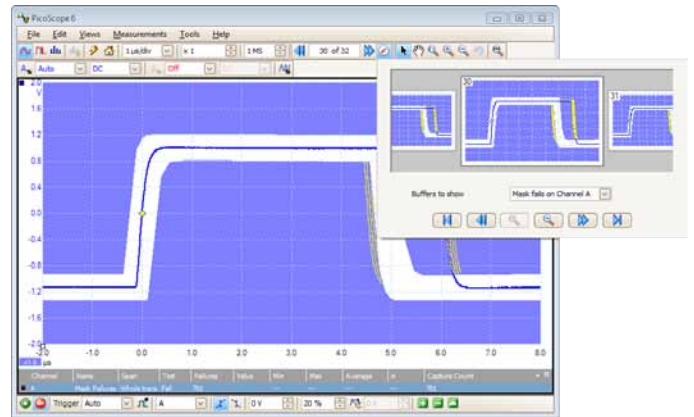 PicoScope 6
File Edit Views Measurements Tools Help
1 µs/div x 1 1 MS 30 of 32
A Auto DC Off
2.0
V
1.6
1.2
0.8
0.4
0.0
-0.4
-0.8
-1.2
-1.6
-2.0
-2.0 -1.0 0.0 1.0 2.0 3.0 4.0 5.0 6.0 7.0 8.0
x1.0 µs
Channel Name Span Test Failures Value Min Max Average σ Capture Count
A Mask Failures Whole trace Fail
Trigger Auto A 0 V 20 %
30
31
Buffers to show Mask fails on Channel A